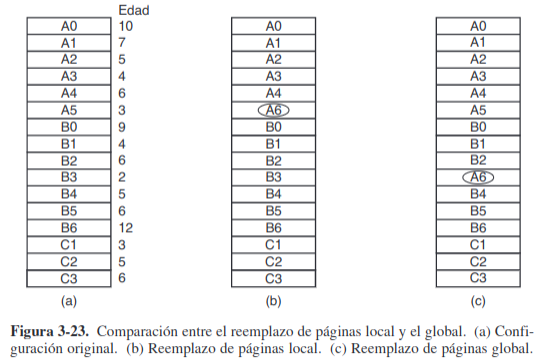 Edad
A0 10 A0 A0
A1 7 A1 A1
A2 5 A2 A2
A3 4 A3 A3
A4 6 A4 A4
A5 3 A6 A5
B0 9 B0 B0
B1 4 B1 B1
B2 6 B2 B2
B3 2 B3 A6
B4 5 B4 B4
B5 6 B5 B5
B6 12 B6 B6
C1 3 C1 C1
C2 5 C2 C2
C3 6 C3 C3
(a) (b) (c)
Figura 3-23. Comparación entre el reemplazo de páginas local y el global. (a) Confi-
guración original. (b) Reemplazo de páginas local. (c) Reemplazo de páginas global.